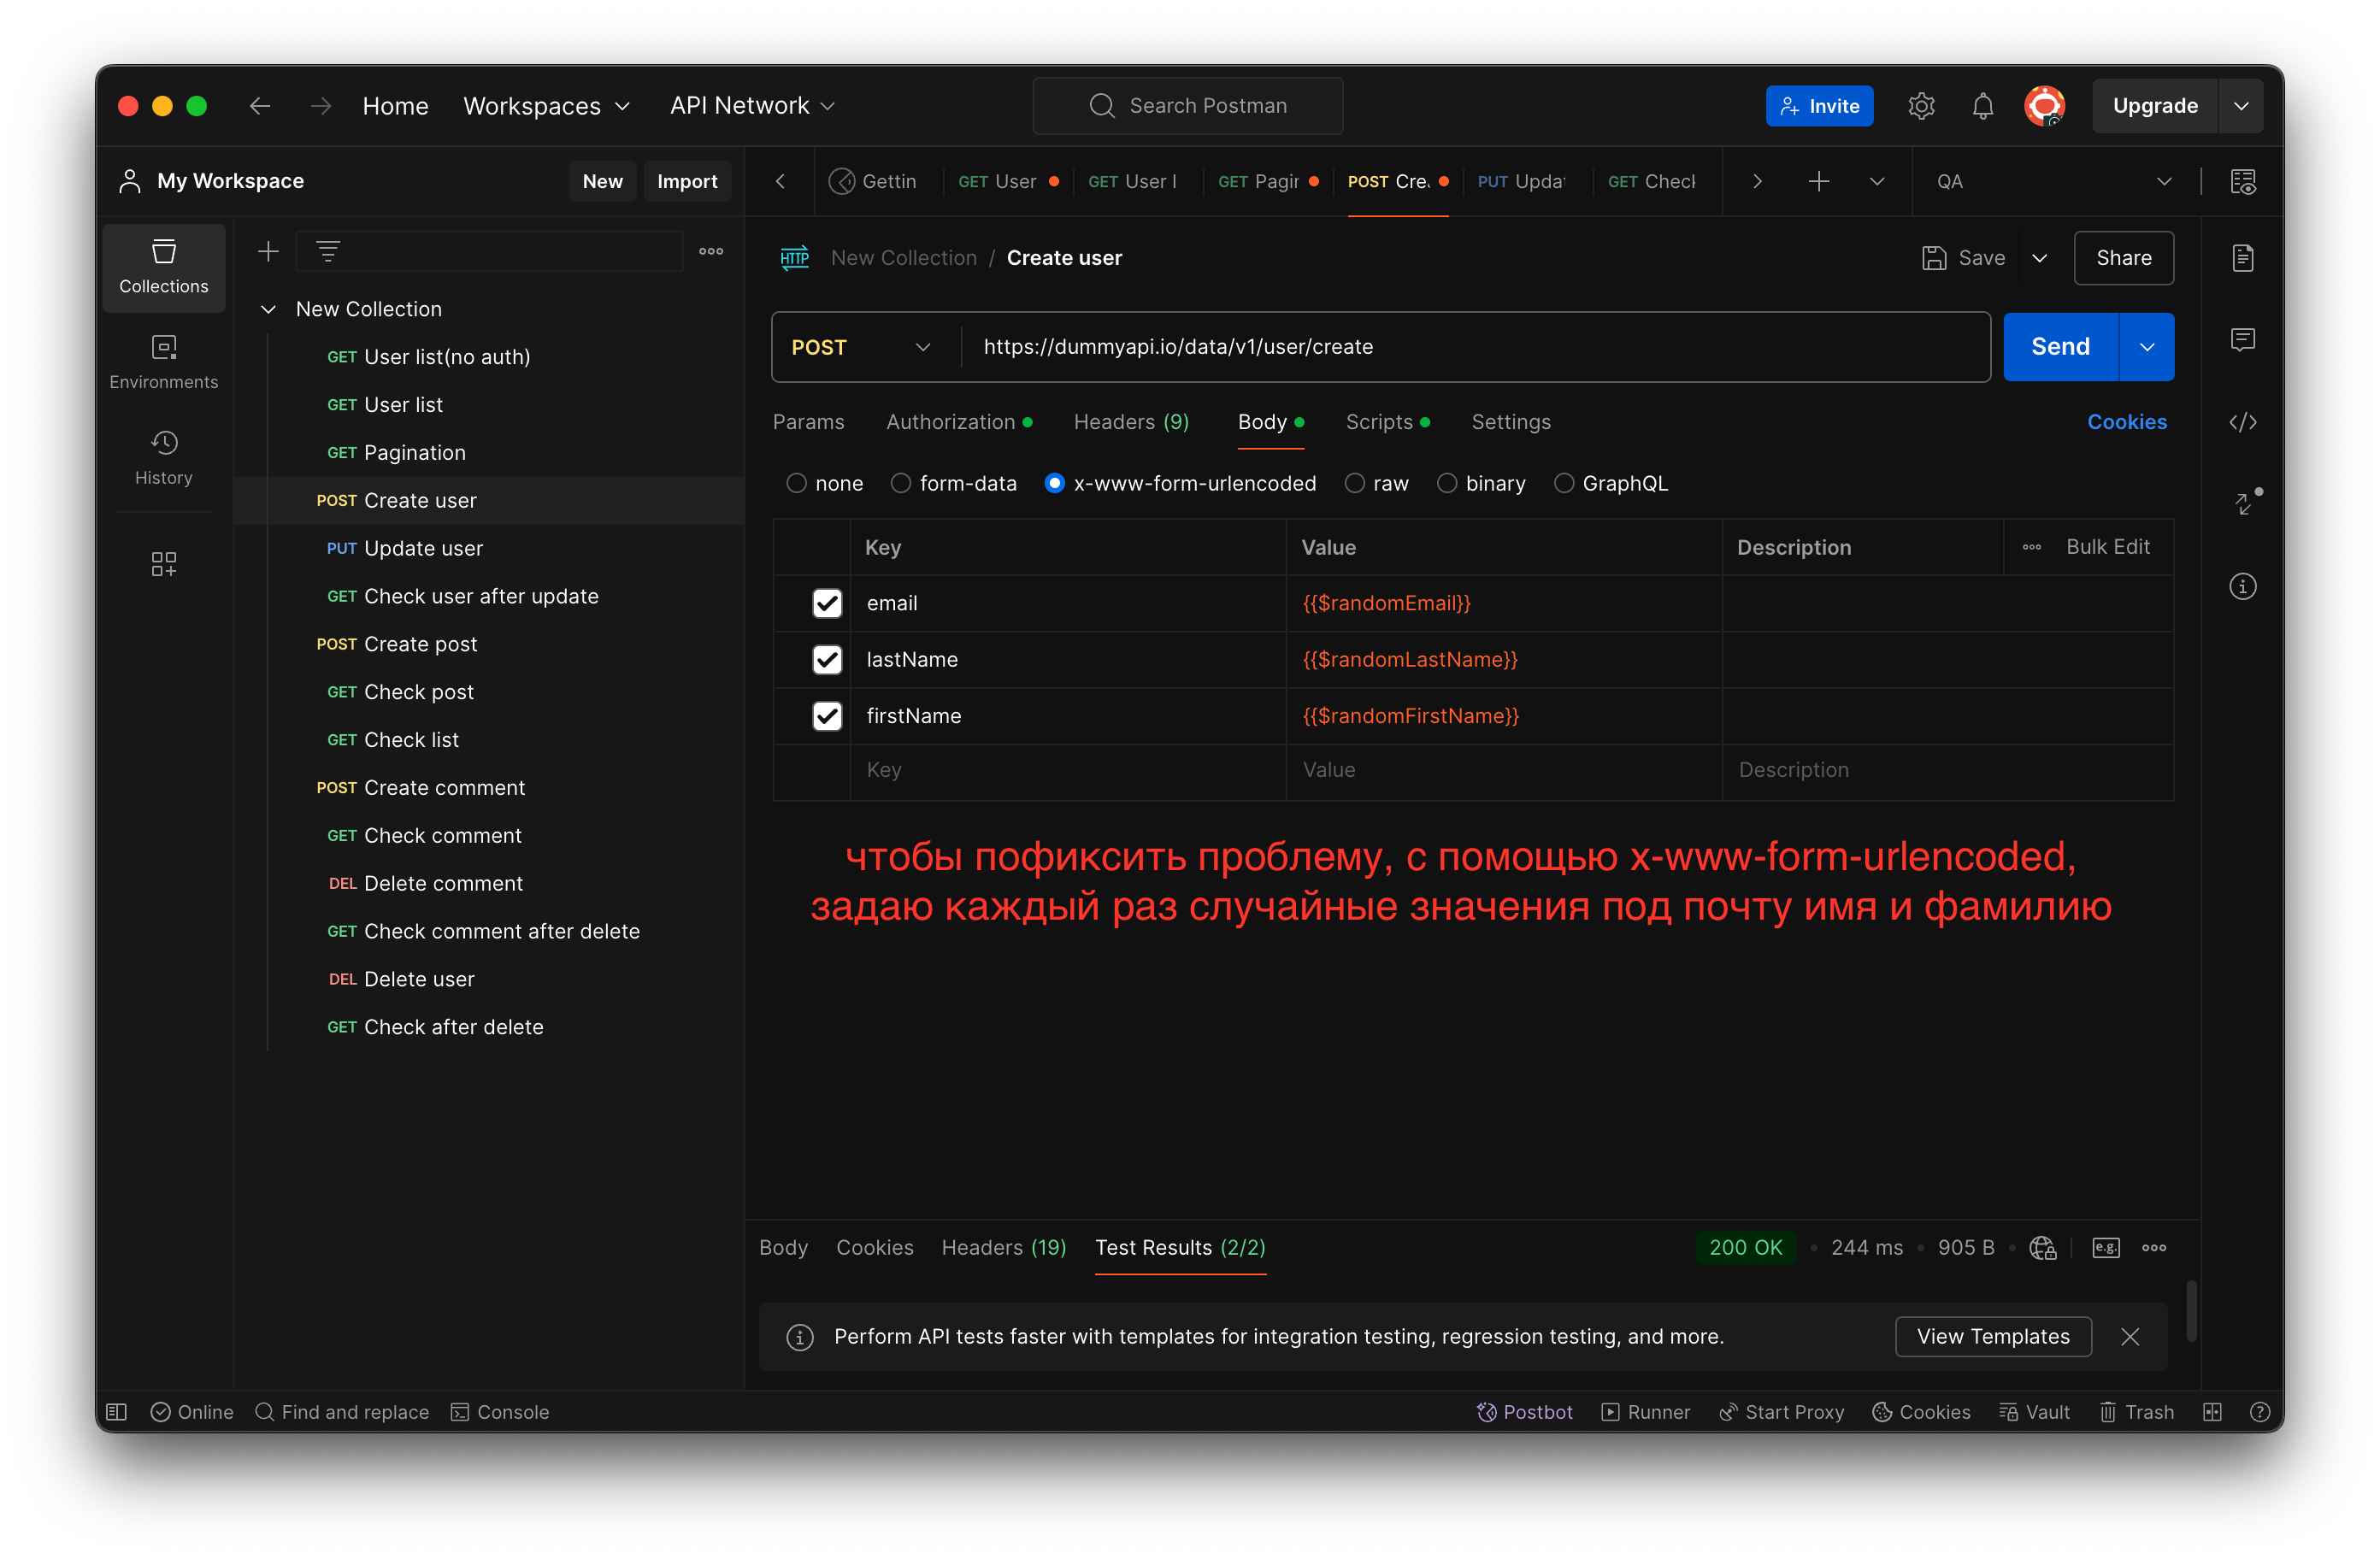 Home Workspaces API Network Search Postman Invite Upgrade
My Workspace New Import Gettin GET User GET User I GET Pagir POST Cre. PUT Updat GET Check QA
Collections
Environments
History
New Collection
GET User list(no auth)
GET User list
GET Pagination
POST Create user
PUT Update user
GET Check user after update
POST Create post
GET Check post
GET Check list
POST Create comment
GET Check comment
DEL Delete comment
GET Check comment after delete
DEL Delete user
GET Check after delete
HTTP New Collection / Create user Save Share
POST https://dummyapi.io/data/v1/user/create Send
Params Authorization Headers (9) Body Scripts Settings Cookies
none form-data x-www-form-urlencoded raw binary GraphQL
Key Value Description Bulk Edit
email {{$randomEmail}}
lastName {{$randomLastName}}
firstName {{$randomFirstName}}
Key Value Description
чтобы пофиксить проблему, с помощью x-www-form-urlencoded,
задаю каждый раз случайные значения под почту имя и фамилию
Body Cookies Headers (19) Test Results (2/2) 200 OK • 244 ms • 905 B • e.g.
Perform API tests faster with templates for integration testing, regression testing, and more. View Templates
Online Find and replace Console Postbot Runner Start Proxy Cookies Vault Trash